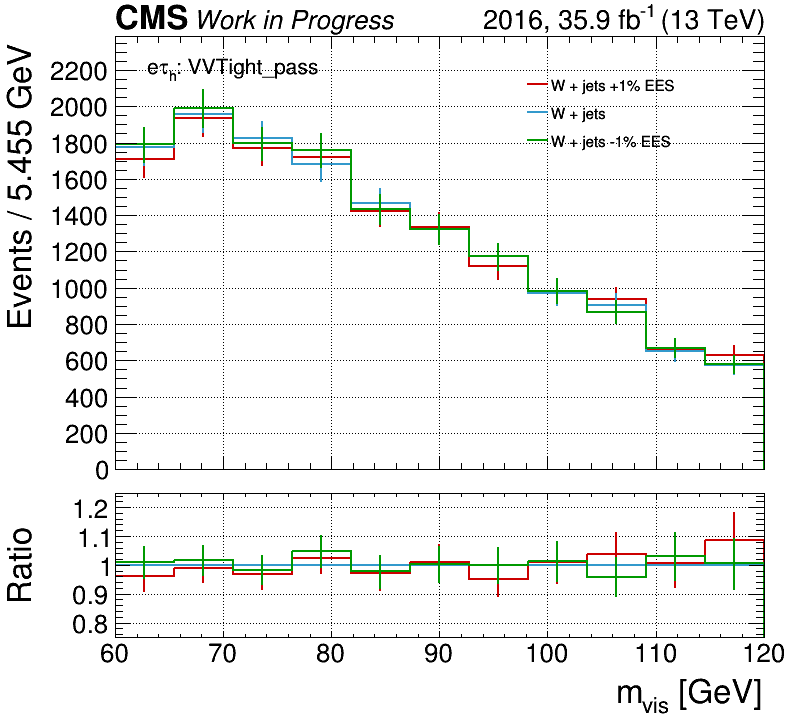 CMS Work in Progress 2016, 35.9 fb⁻¹ (13 TeV)
eτₕ: VVTight_pass
W + jets +1% EES
W + jets
W + jets -1% EES
Events / 5.455 GeV
2200
2000
1800
1600
1400
1200
1000
800
600
400
200
0
Ratio
1.2
1.1
1
0.9
0.8
60 70 80 90 100 110 120
m_vis [GeV]